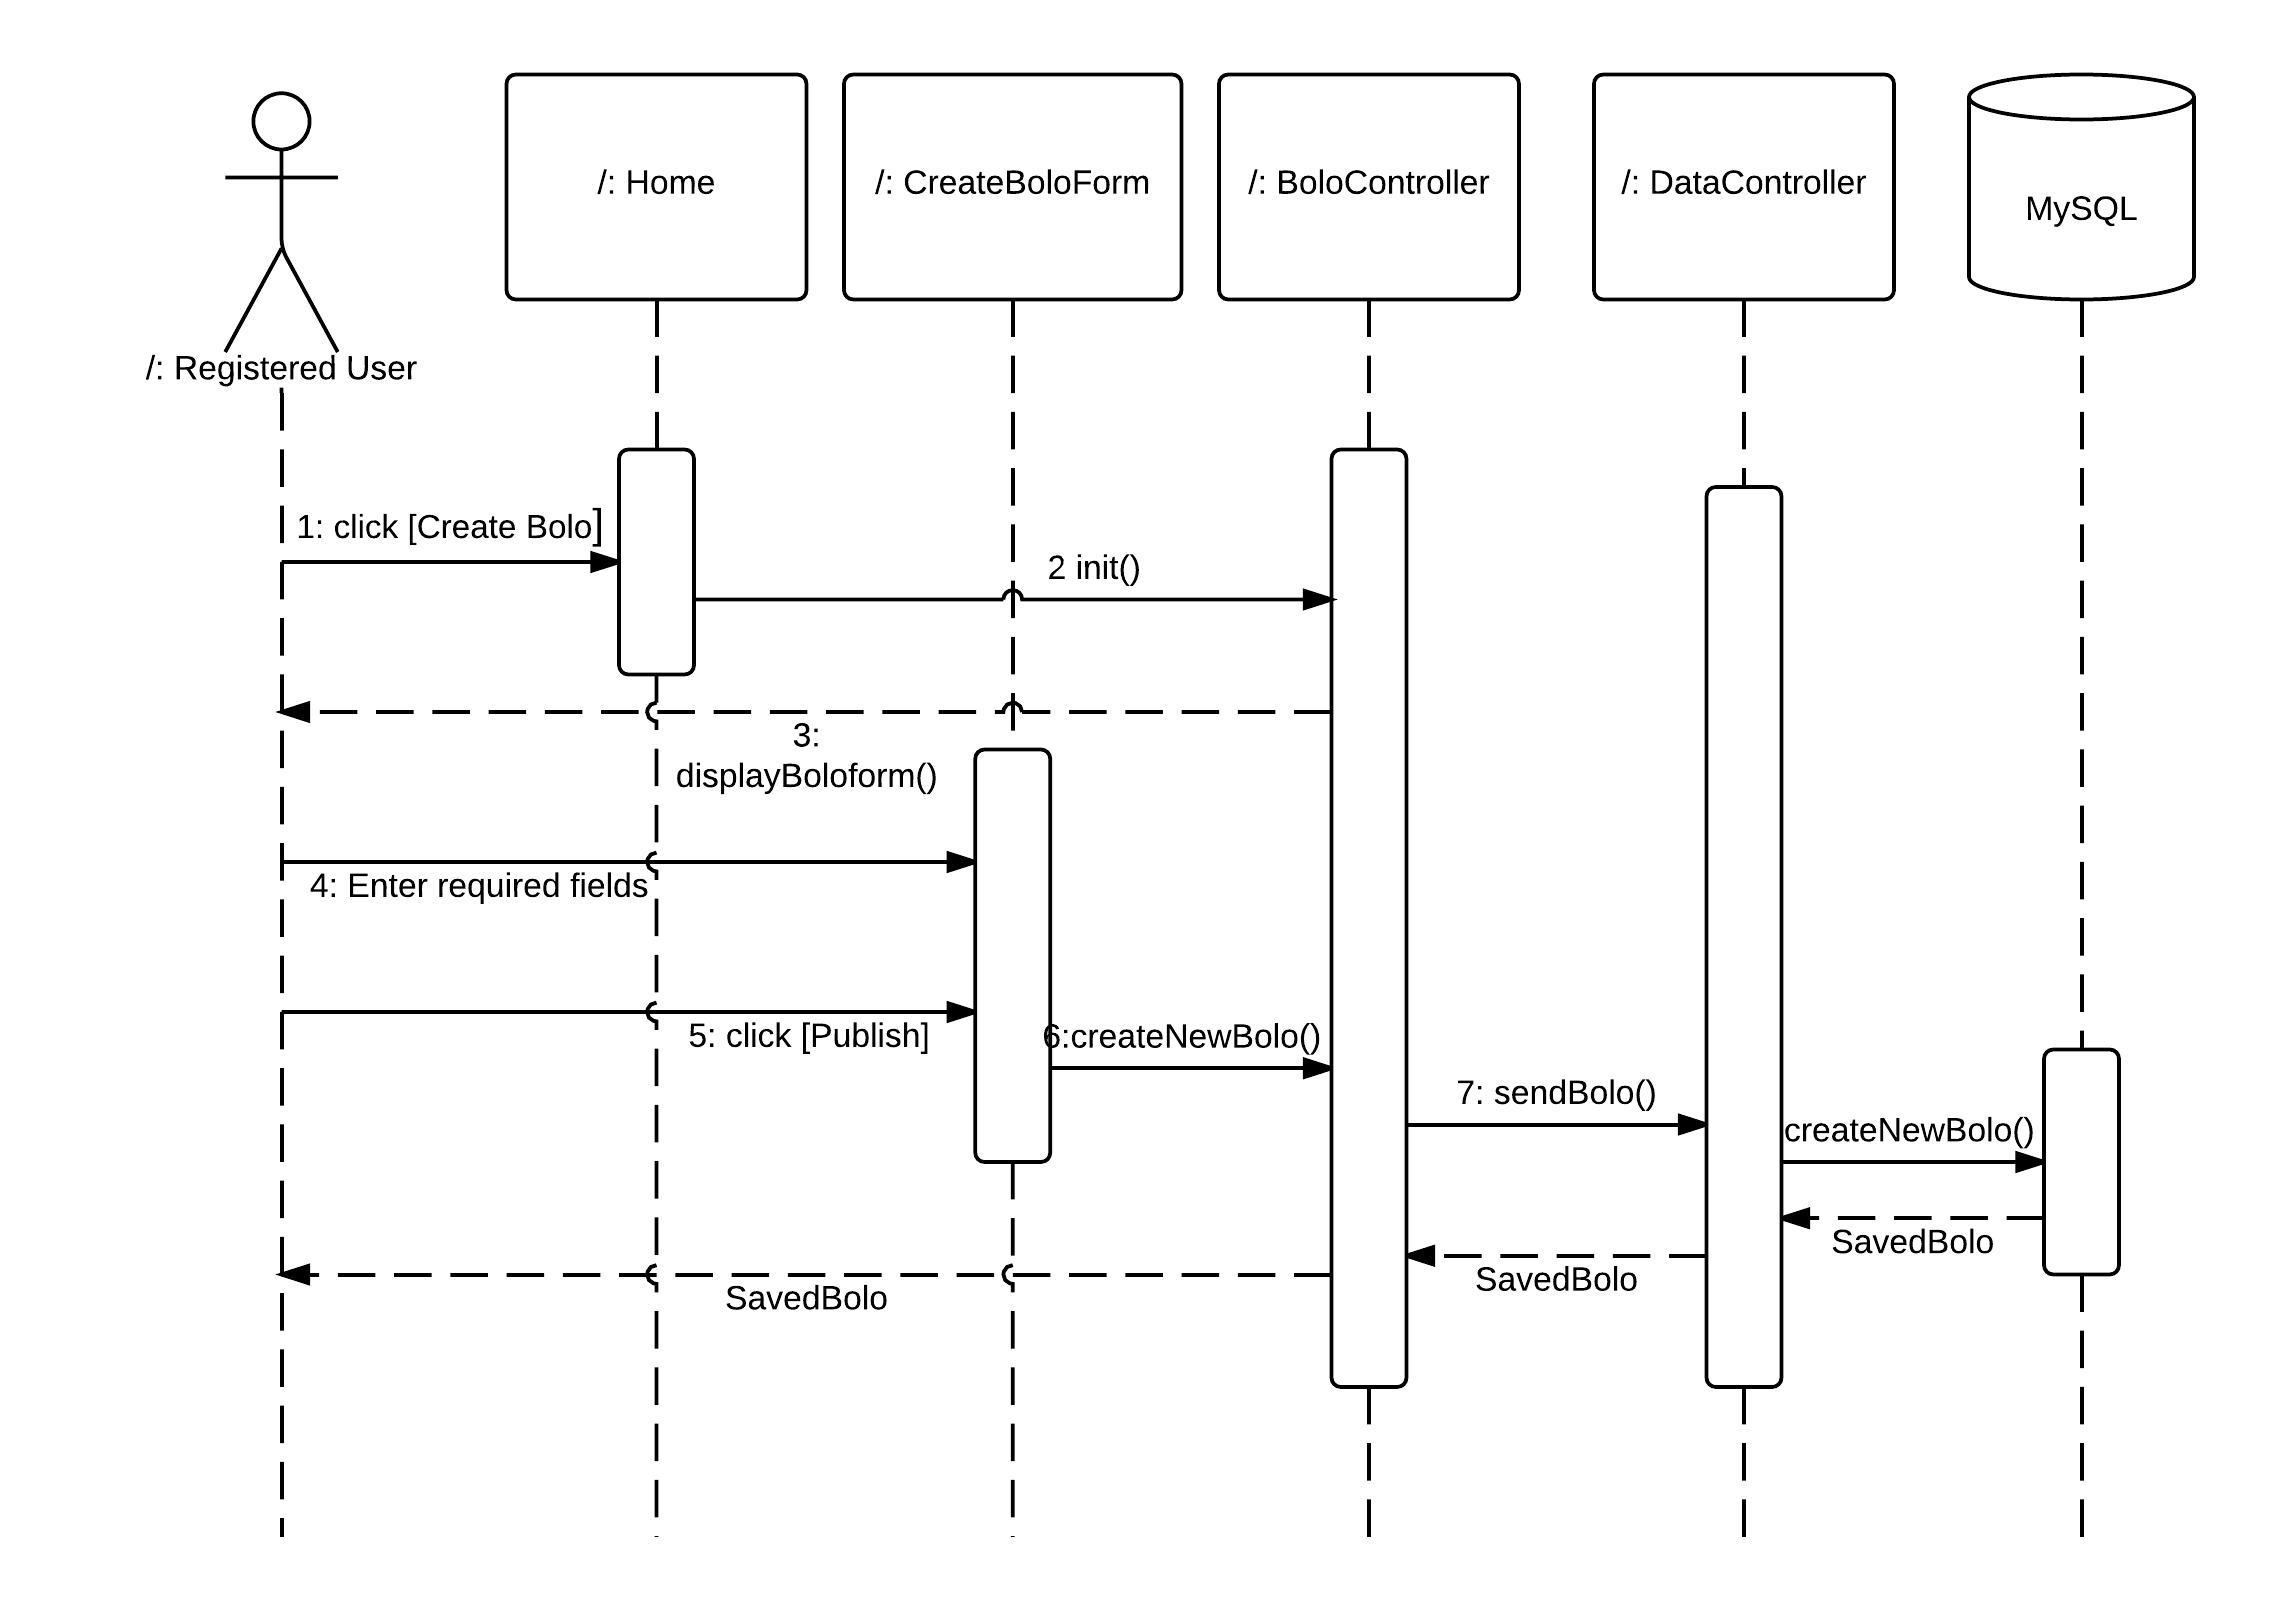 /: Home
/: CreateBoloForm
/: BoloController
/: DataController
MySQL
/: Registered User
1: click [Create Bolo]
2 init()
3:
displayBoloform()
4: Enter required fields
5: click [Publish]
6:createNewBolo()
7: sendBolo()
createNewBolo()
SavedBolo
SavedBolo
SavedBolo